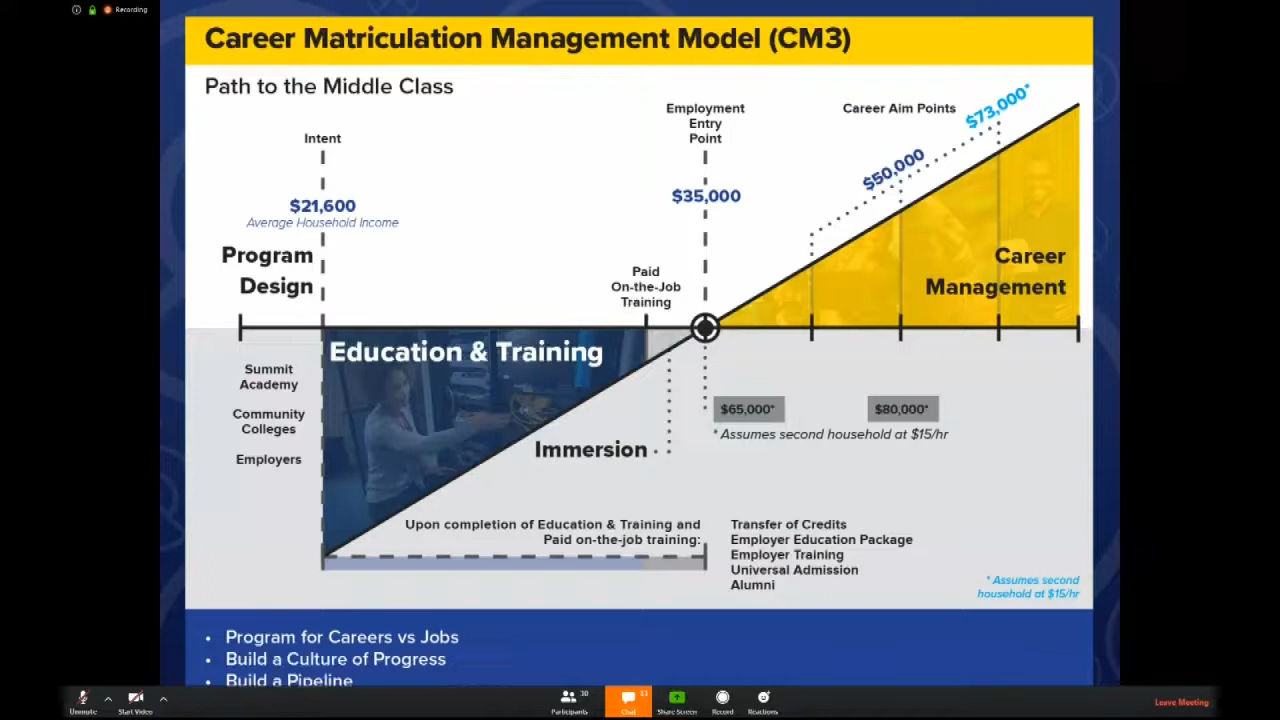 Recording
Career Matriculation Management Model (CM3)
Path to the Middle Class
Intent
$21,600
Average Household Income
Program
Design
Employment
Entry
Point
$35,000
Paid
On-the-Job
Training
Career Aim Points
$50,000
$73,000*
Career
Management
Education & Training
Summit
Academy
Community
Colleges
Employers
Immersion
$65,000*
$80,000*
* Assumes second household at $15/hr
Upon completion of Education & Training and
Paid on-the-job training:
Transfer of Credits
Employer Education Package
Employer Training
Universal Admission
Alumni
* Assumes second
household at $15/hr
• Program for Careers vs Jobs
• Build a Culture of Progress
• Build a Pipeline
Unmute
Start Video
30
Participants
Chat
Share Screen
Record
Reactions
Leave Meeting